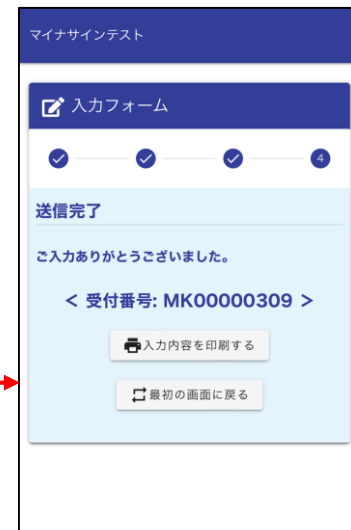 マイナサインテスト
入力フォーム
4
送信完了
ご入力ありがとうございました。
< 受付番号: MK00000309 >
入力内容を印刷する
最初の画面に戻る